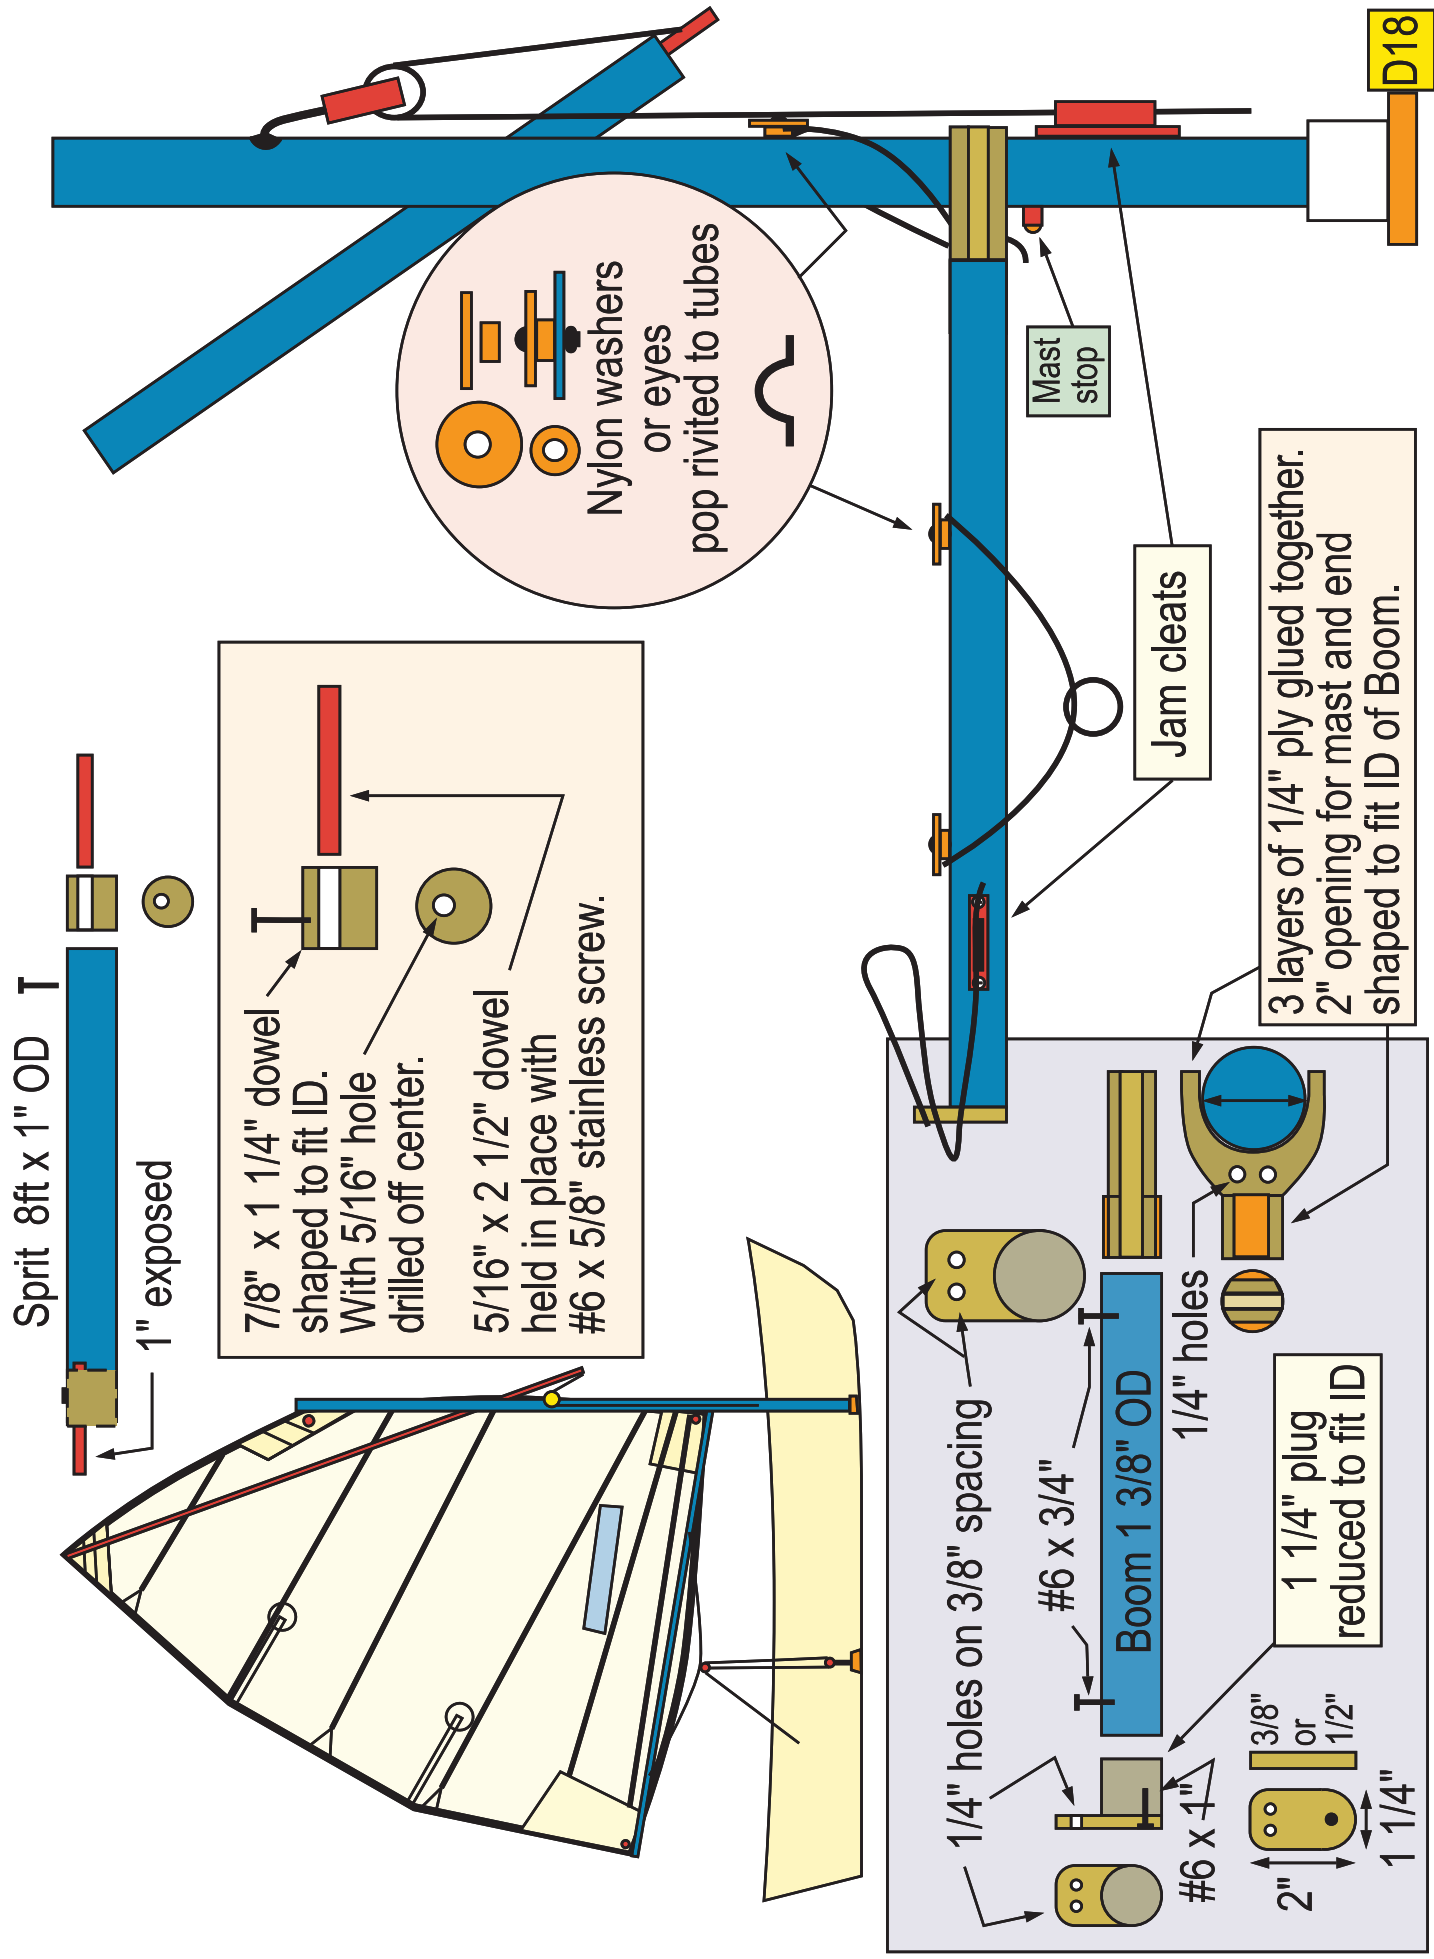 Sprit 8ft x 1" OD
1" exposed
7/8" x 1 1/4" dowel
shaped to fit ID.
With 5/16" hole
drilled off center.
5/16" x 2 1/2" dowel
held in place with
#6 x 5/8" stainless screw.
Nylon washers
or eyes
pop rivited to tubes
Mast
stop
Jam cleats
3 layers of 1/4" ply glued together.
2" opening for mast and end
shaped to fit ID of Boom.
1/4" holes on 3/8" spacing
#6 x 3/4"
Boom 1 3/8" OD
1/4" holes
1 1/4" plug
reduced to fit ID
#6 x 1"
3/8"
or
1/2"
2"
1 1/4"
D18